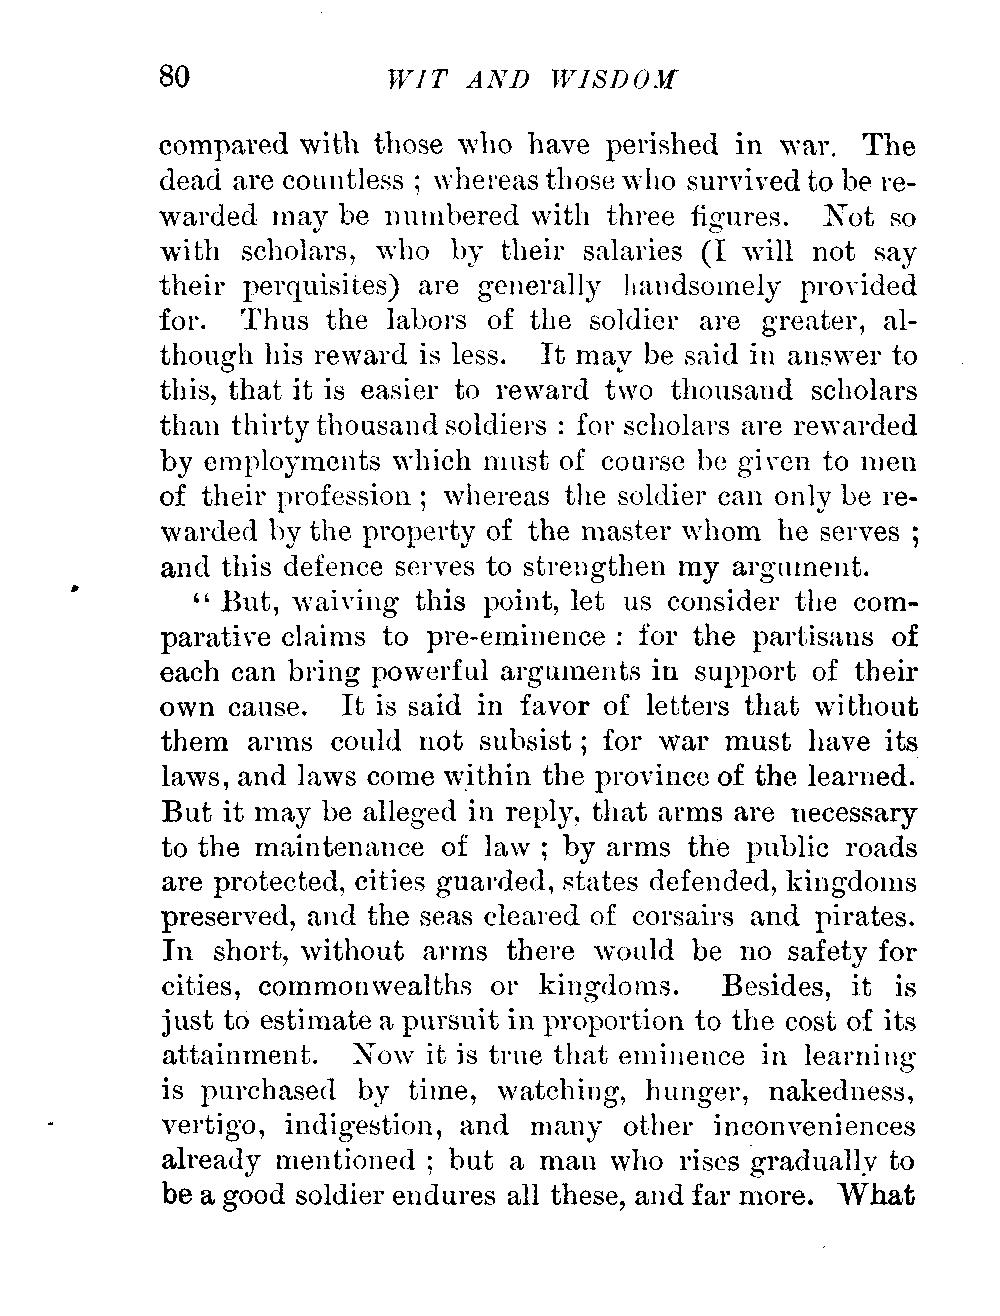 80 WIT AND WISDOM
compared with those who have perished in war. The
dead are countless ; whereas those who survived to be re-
warded may be numbered with three figures. Not so
with scholars, who by their salaries (I will not say
their perquisites) are generally handsomely provided
for. Thus the labors of the soldier are greater, al-
though his reward is less. It may be said in answer to
this, that it is easier to reward two thousand scholars
than thirty thousand soldiers : for scholars are rewarded
by employments which must of course be given to men
of their profession ; whereas the soldier can only be re-
warded by the property of the master whom he serves ;
and this defence serves to strengthen my argument.
“ But, waiving this point, let us consider the com-
parative claims to pre-eminence : for the partisans of
each can bring powerful arguments in support of their
own cause. It is said in favor of letters that without
them arms could not subsist ; for war must have its
laws, and laws come within the province of the learned.
But it may be alleged in reply, that arms are necessary
to the maintenance of law ; by arms the public roads
are protected, cities guarded, states defended, kingdoms
preserved, and the seas cleared of corsairs and pirates.
In short, without arms there would be no safety for
cities, commonwealths or kingdoms. Besides, it is
just to estimate a pursuit in proportion to the cost of its
attainment. Now it is true that eminence in learning
is purchased by time, watching, hunger, nakedness,
vertigo, indigestion, and many other inconveniences
already mentioned ; but a man who rises gradually to
be a good soldier endures all these, and far more. What